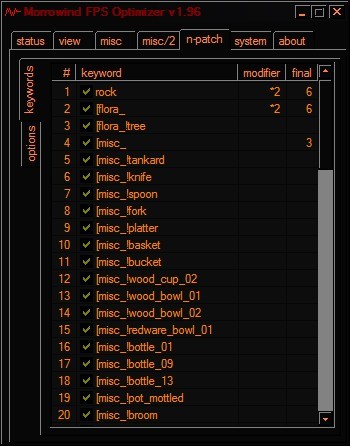 Morrowind FPS Optimizer v1.96
status view misc misc/2 n-patch system about
keywords
options
# keyword modifier final
1 rock *2 6
2 [flora_ *2 6
3 [flora_!tree
4 [misc_ 3
5 [misc_!tankard
6 [misc_!knife
7 [misc_!spoon
8 [misc_!fork
9 [misc_!platter
10 [misc_!basket
11 [misc_!bucket
12 [misc_!wood_cup_02
13 [misc_!wood_bowl_01
14 [misc_!wood_bowl_02
15 [misc_!redware_bowl_01
16 [misc_!bottle_01
17 [misc_!bottle_09
18 [misc_!bottle_13
19 [misc_!pot_mottled
20 [misc_!broom